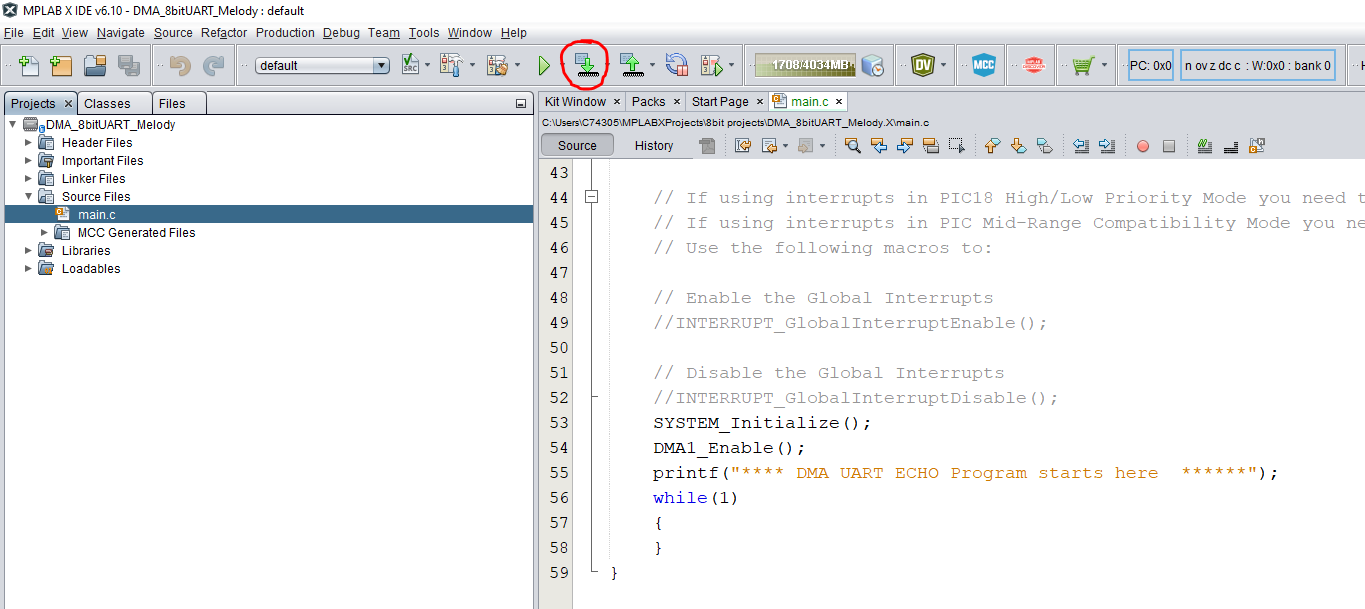 MPLAB X IDE v6.10 - DMA_8bitUART_Melody : default
File Edit View Navigate Source Refactor Production Debug Team Tools Window Help
default
SRC
1708/4034MB
DV
MCC
PC: 0x0
n ov z dc c : W:0x0 : bank 0
Projects × Classes Files
Kit Window × Packs × Start Page × main.c ×
DMA_8bitUART_Melody
Header Files
Important Files
Linker Files
Source Files
main.c
MCC Generated Files
Libraries
Loadables
C:\Users\C74305\MPLABXProjects\8bit projects\DMA_8bitUART_Melody.X\main.c
Source History
43
44 // If using interrupts in PIC18 High/Low Priority Mode you need t
45 // If using interrupts in PIC Mid-Range Compatibility Mode you ne
46 // Use the following macros to:
47
48 // Enable the Global Interrupts
49 //INTERRUPT_GlobalInterruptEnable();
50
51 // Disable the Global Interrupts
52 //INTERRUPT_GlobalInterruptDisable();
53 SYSTEM_Initialize();
54 DMA1_Enable();
55 printf("**** DMA UART ECHO Program starts here  ******");
56 while(1)
57 {
58 }
59 }